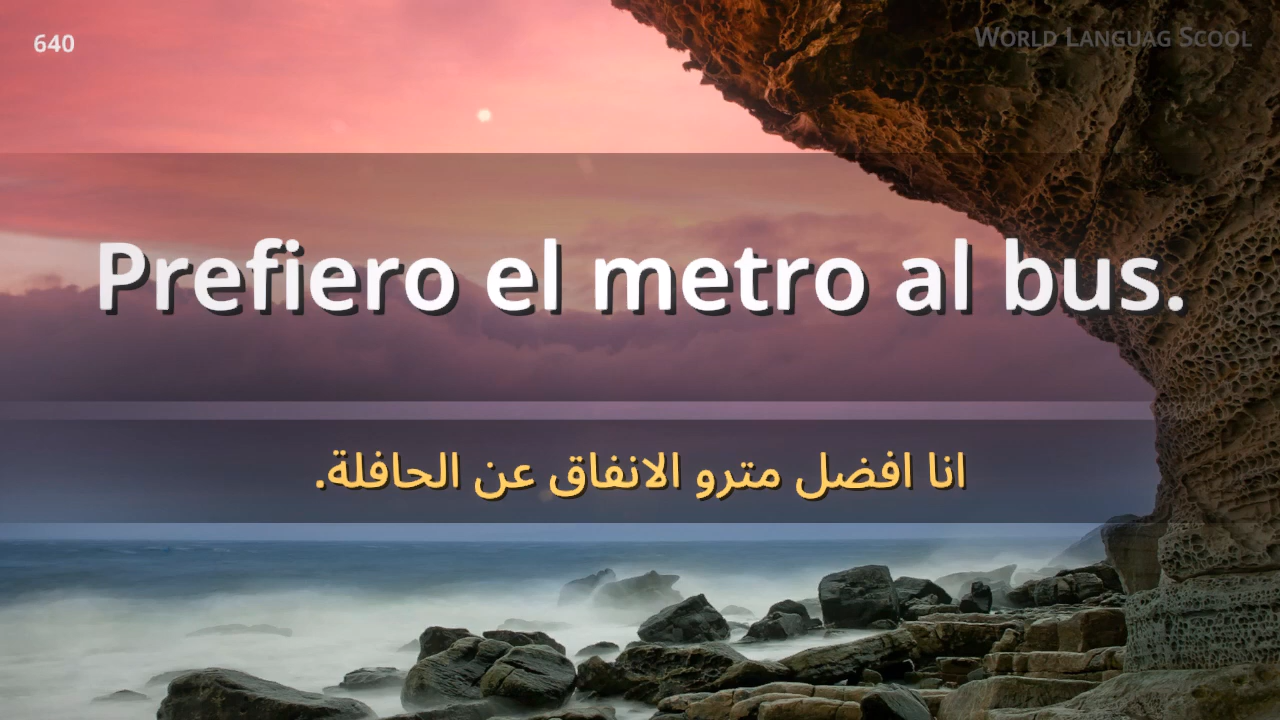 640
World Languag Scool
Prefiero el metro al bus.
انا افضل مترو الانفاق عن الحافلة.